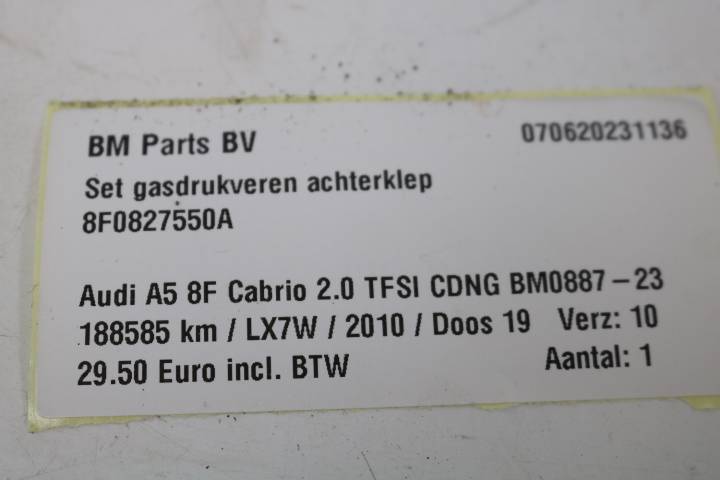 BM Parts BV 070620231136
Set gasdrukveren achterklep
8F0827550A
Audi A5 8F Cabrio 2.0 TFSI CDNG BM0887-23
188585 km / LX7W / 2010 / Doos 19 Verz: 10
29.50 Euro incl. BTW Aantal: 1